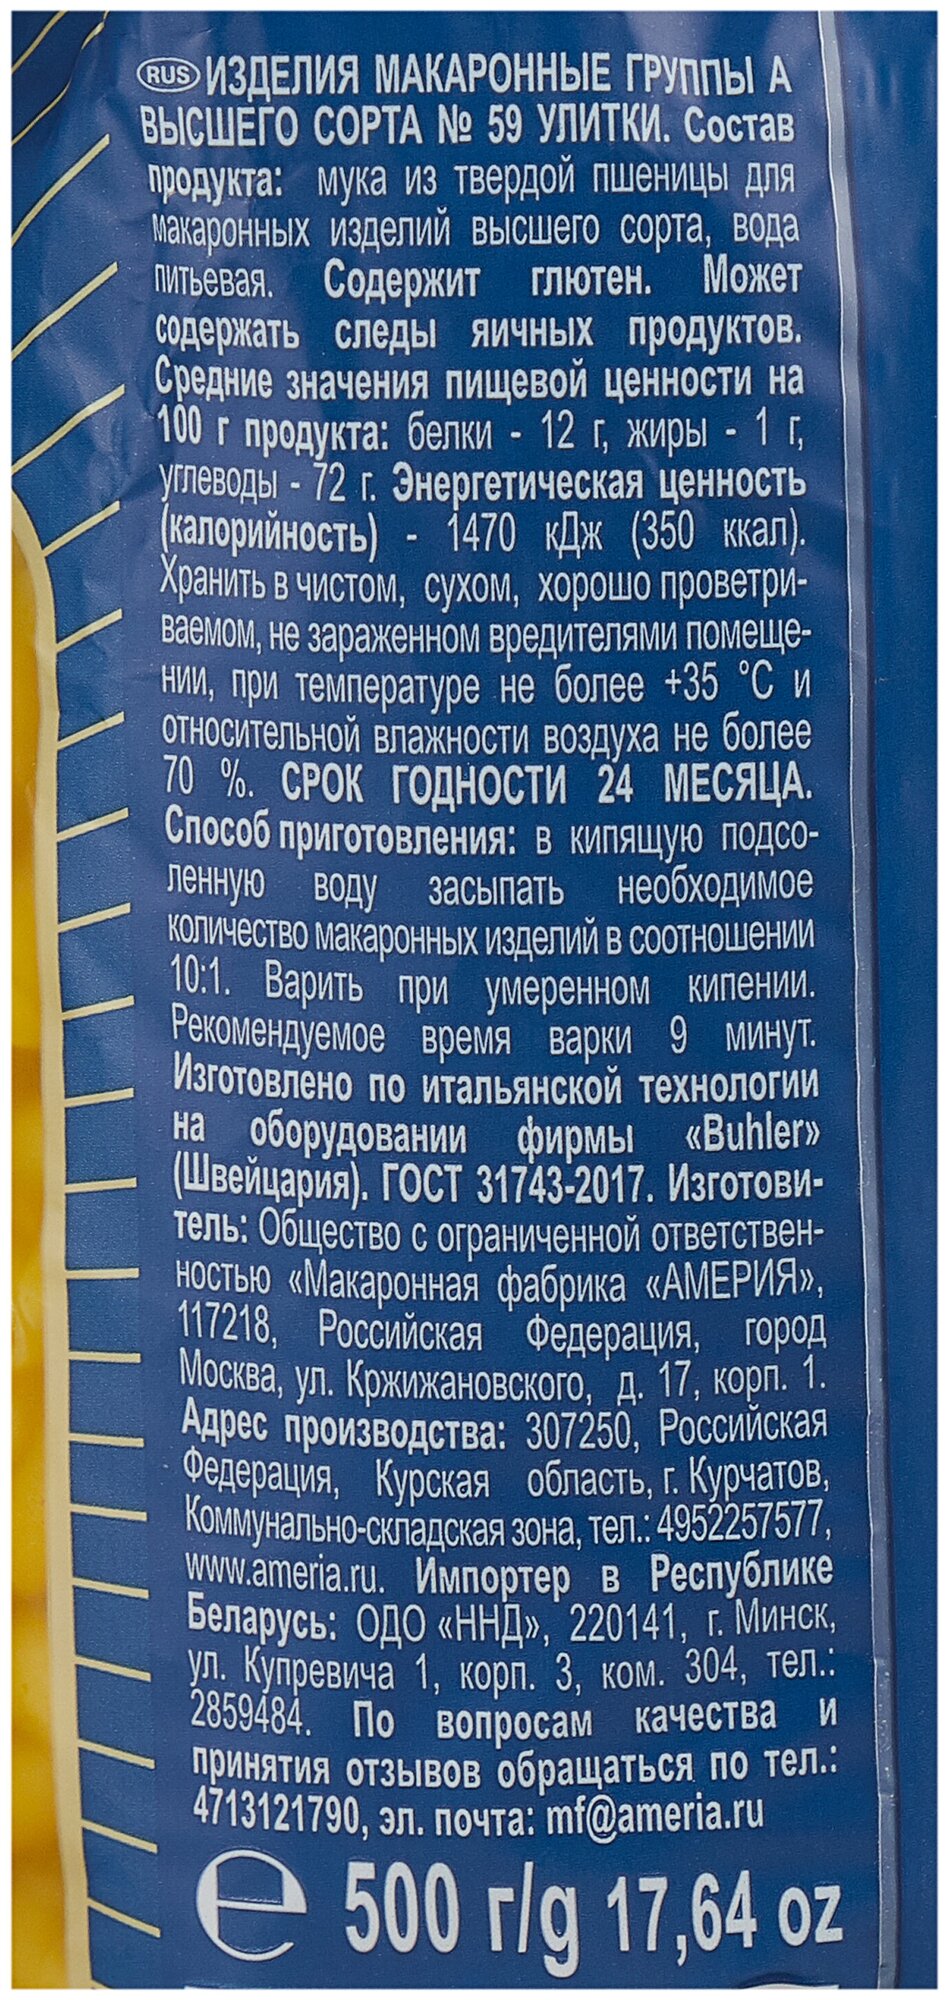 RUS ИЗДЕЛИЯ МАКАРОННЫЕ ГРУППЫ А
ВЫСШЕГО СОРТА № 59 УЛИТКИ. Состав
продукта: мука из твердой пшеницы для
макаронных изделий высшего сорта, вода
питьевая. Содержит глютен. Может
содержать следы яичных продуктов.
Средние значения пищевой ценности на
100 г продукта: белки - 12 г, жиры - 1 г,
углеводы - 72 г. Энергетическая ценность
(калорийность) - 1470 кДж (350 ккал).
Хранить в чистом, сухом, хорошо проветри-
ваемом, не зараженном вредителями помеще-
нии, при температуре не более +35 °С и
относительной влажности воздуха не более
70 %. СРОК ГОДНОСТИ 24 МЕСЯЦА.
Способ приготовления: в кипящую подсо-
ленную воду засыпать необходимое
количество макаронных изделий в соотношении
10:1. Варить при умеренном кипении.
Рекомендуемое время варки 9 минут.
Изготовлено по итальянской технологии
на оборудовании фирмы «Buhler»
(Швейцария). ГОСТ 31743-2017. Изготови-
тель: Общество с ограниченной ответствен-
ностью «Макаронная фабрика «АМЕРИЯ»,
117218, Российская Федерация, город
Москва, ул. Кржижановского, д. 17, корп. 1.
Адрес производства: 307250, Российская
Федерация, Курская область, г. Курчатов,
Коммунально-складская зона, тел.: 4952257577,
www.ameria.ru. Импортер в Республике
Беларусь: ОДО «ННД», 220141, г. Минск,
ул. Купревича 1, корп. 3, ком. 304, тел.:
2859484. По вопросам качества и
принятия отзывов обращаться по тел.:
4713121790, эл. почта: mf@ameria.ru
℮ 500 г/g 17,64 oz